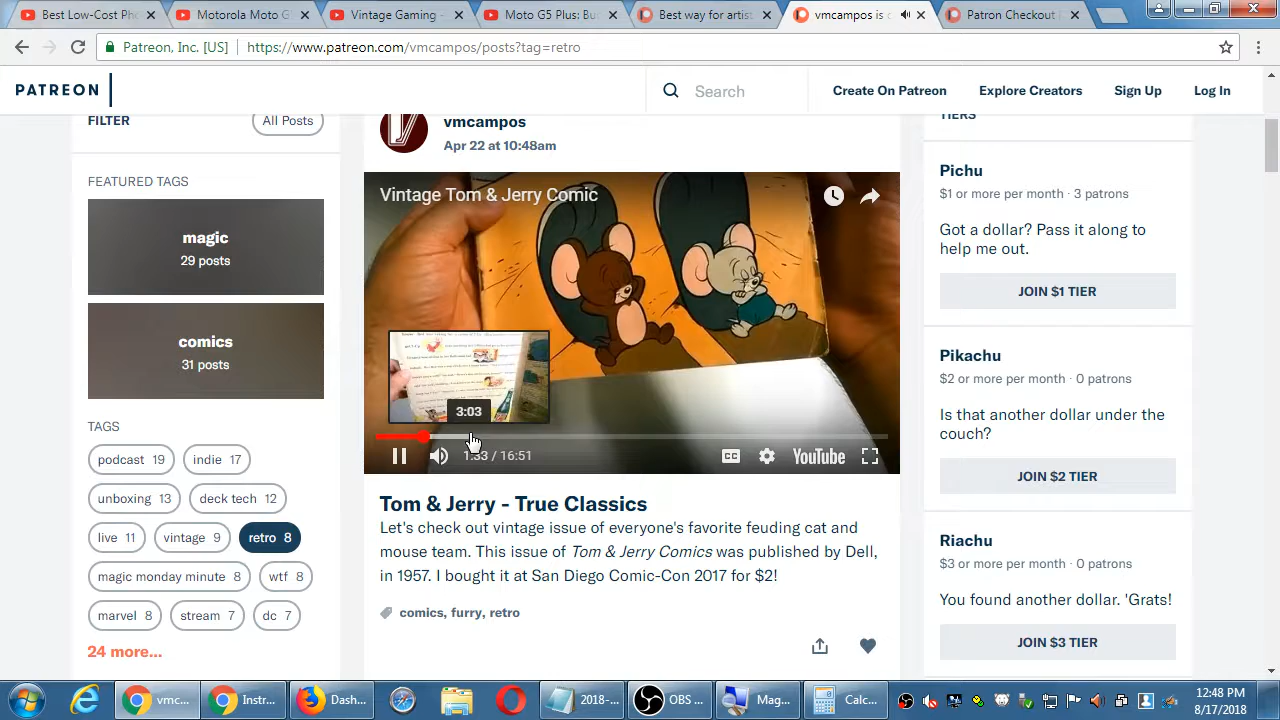 Best Low-Cost Ph
Motorola Moto G
Vintage Gaming -
Moto G5 Plus: Bu
Best way for artis
vmcampos is c
Patron Checkout
Patreon, Inc. [US]
https://www.patreon.com/vmcampos/posts?tag=retro
PATREON
Search
Create On Patreon
Explore Creators
Sign Up
Log In
FILTER
All Posts
FEATURED TAGS
magic
29 posts
comics
31 posts
TAGS
podcast 19
indie 17
unboxing 13
deck tech 12
live 11
vintage 9
retro 8
magic monday minute 8
wtf 8
marvel 8
stream 7
dc 7
24 more...
vmcampos
Apr 22 at 10:48am
Vintage Tom & Jerry Comic
3:03
1:33 / 16:51
CC
YouTube
Tom & Jerry - True Classics
Let's check out vintage issue of everyone's favorite feuding cat and
mouse team. This issue of Tom & Jerry Comics was published by Dell,
in 1957. I bought it at San Diego Comic-Con 2017 for $2!
comics, furry, retro
TIERS
Pichu
$1 or more per month · 3 patrons
Got a dollar? Pass it along to
help me out.
JOIN $1 TIER
Pikachu
$2 or more per month · 0 patrons
Is that another dollar under the
couch?
JOIN $2 TIER
Riachu
$3 or more per month · 0 patrons
You found another dollar. 'Grats!
JOIN $3 TIER
vmc...
Instr...
Dash...
2018-...
OBS ...
Mag...
Calc...
12:48 PM
8/17/2018